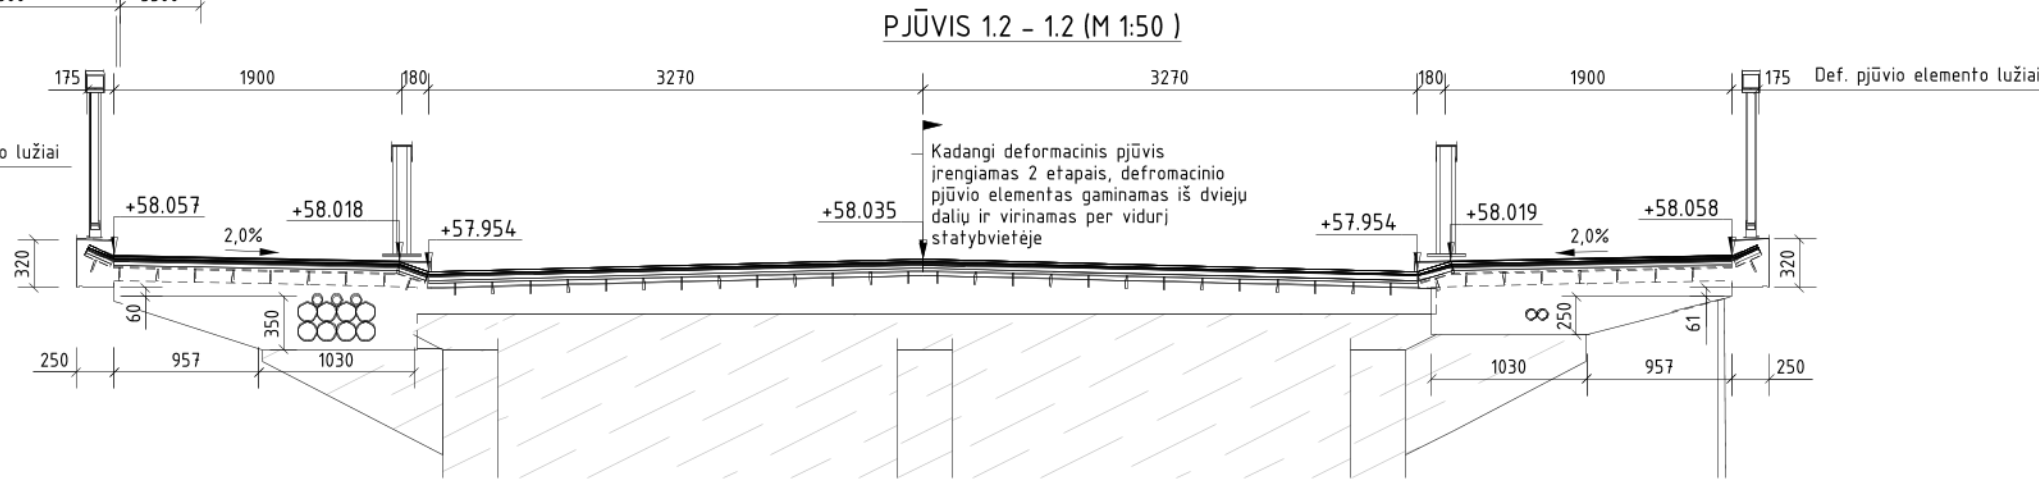 PJŪVIS 1.2 - 1.2 (M 1:50 )
175 1900 180 3270 3270 180 1900 175 Def. pjūvio elemento lužiai
lužiai
Kadangi deformacinis pjūvis
įrengiamas 2 etapais, defromacinio
pjūvio elementas gaminamas iš dviejų
dalių ir virinamas per vidurį
statybvietėje
+58.057 +58.018 +57.954 +58.035 +57.954 +58.019 +58.058
2,0% 2,0%
320 320
60 350 250 61
250 957 1030 1030 957 250